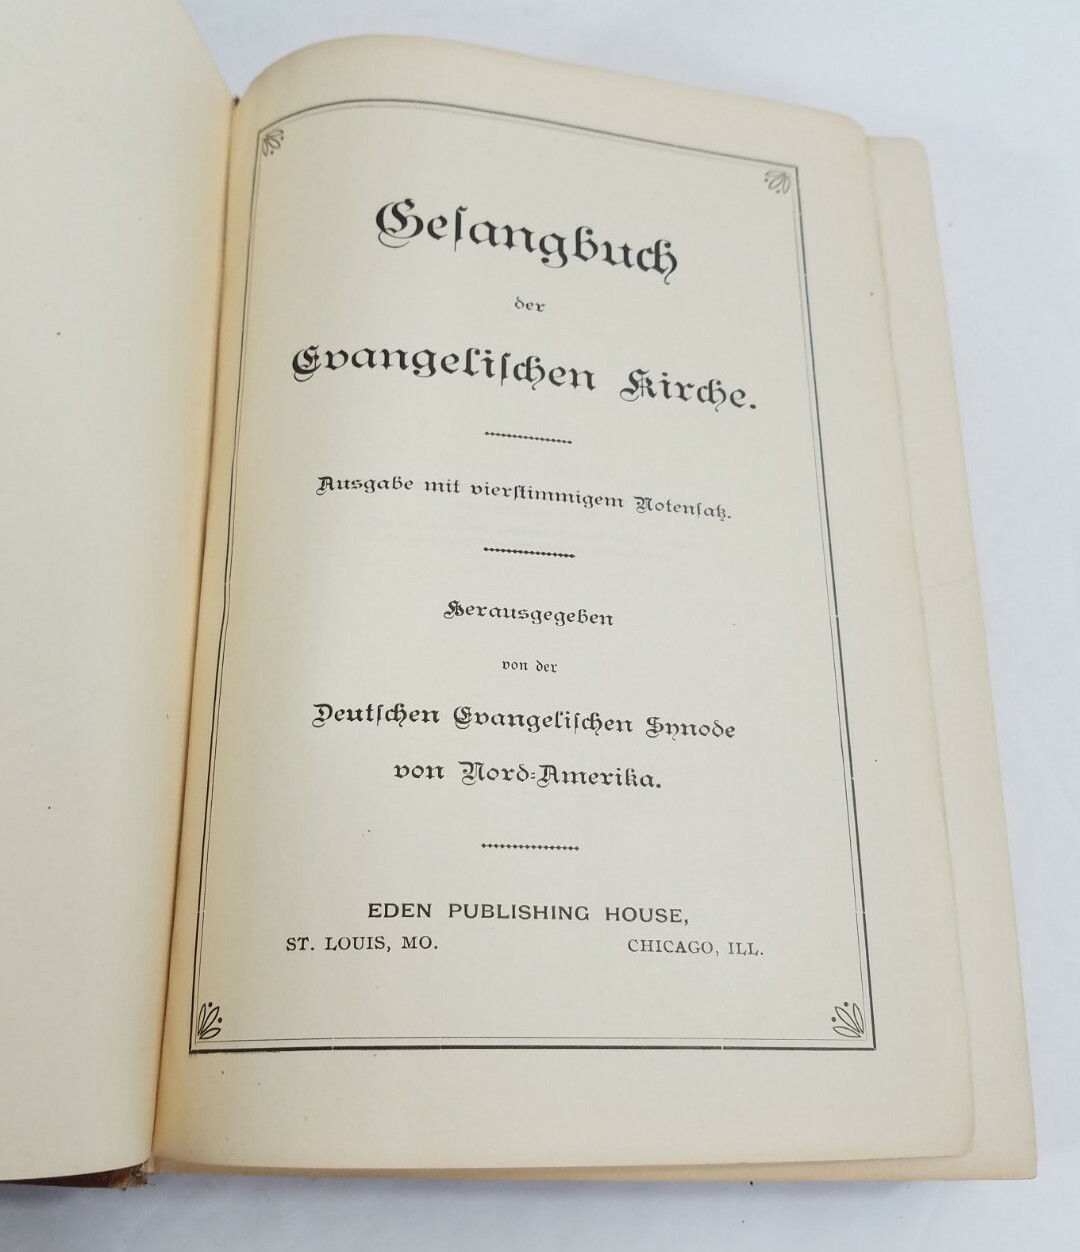 Geſangbuch
der
Evangeliſchen Kirche.
Ausgabe mit vierſtimmigem Notenſatz.
Herausgegeben
von der
Deutſchen Evangeliſchen Synode
von Nord⸗Amerika.
EDEN PUBLISHING HOUSE,
ST. LOUIS, MO. CHICAGO, ILL.